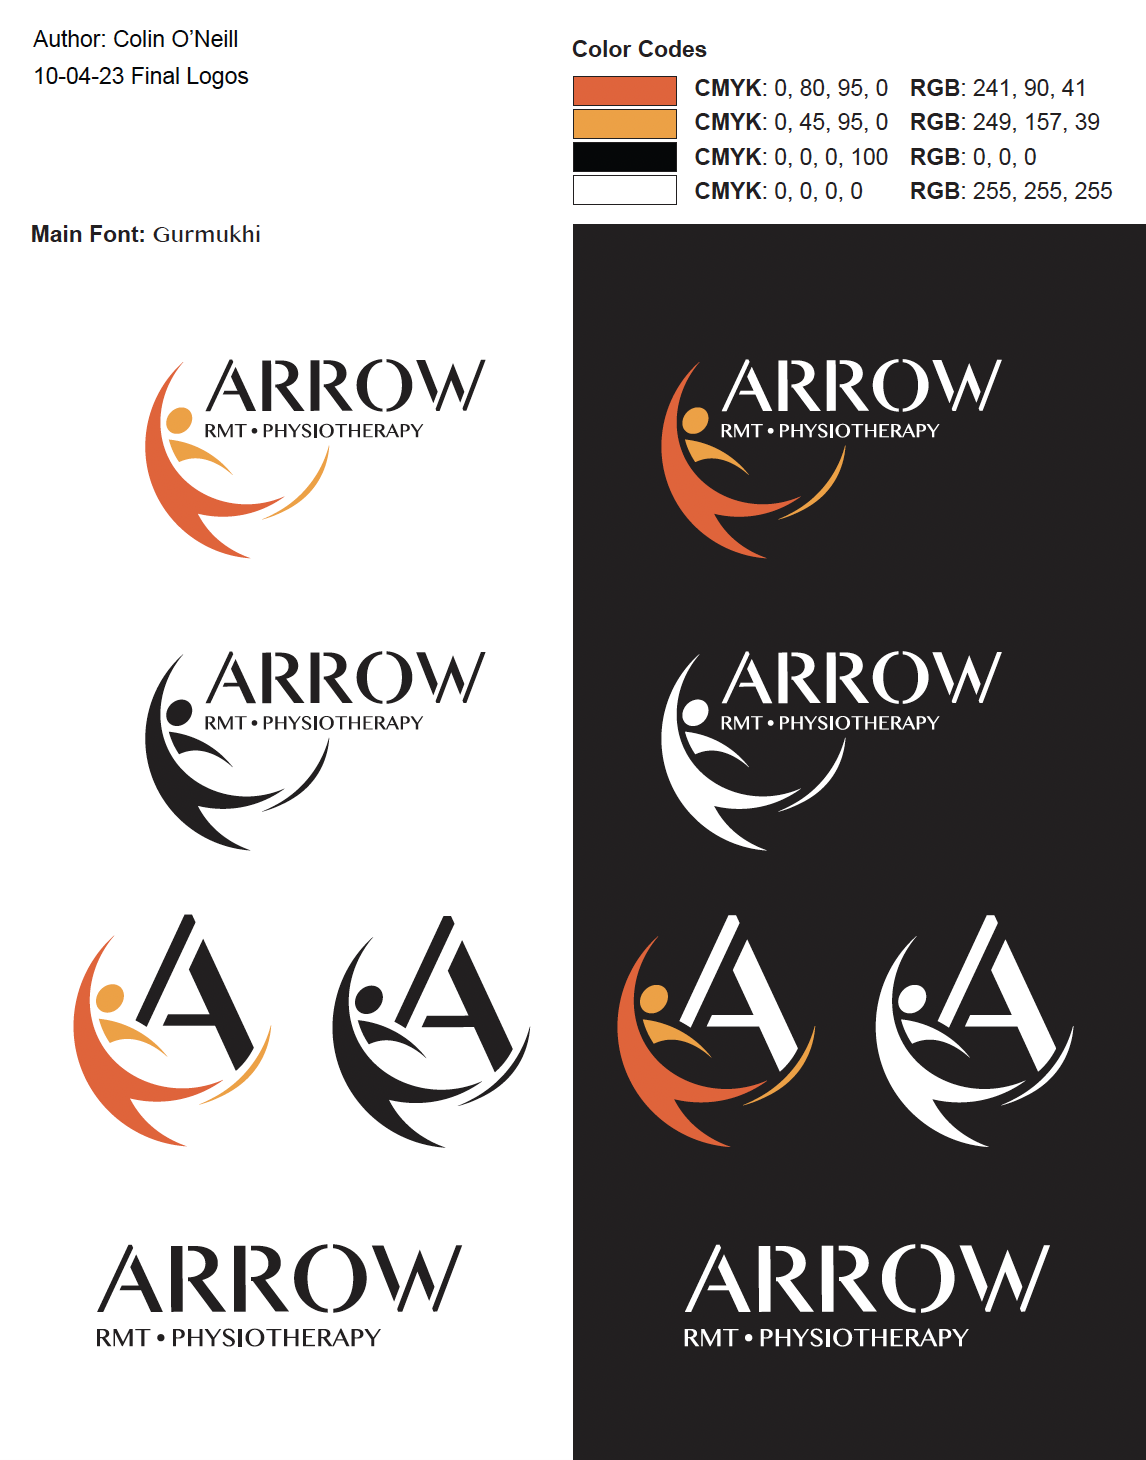 Author: Colin O’Neill
10-04-23 Final Logos
Color Codes
CMYK: 0, 80, 95, 0 RGB: 241, 90, 41
CMYK: 0, 45, 95, 0 RGB: 249, 157, 39
CMYK: 0, 0, 0, 100 RGB: 0, 0, 0
CMYK: 0, 0, 0, 0 RGB: 255, 255, 255
Main Font: Gurmukhi
ARROW
RMT • PHYSIOTHERAPY
ARROW
RMT • PHYSIOTHERAPY
ARROW
RMT • PHYSIOTHERAPY
ARROW
RMT • PHYSIOTHERAPY
A
A
A
A
ARROW
RMT • PHYSIOTHERAPY
ARROW
RMT • PHYSIOTHERAPY